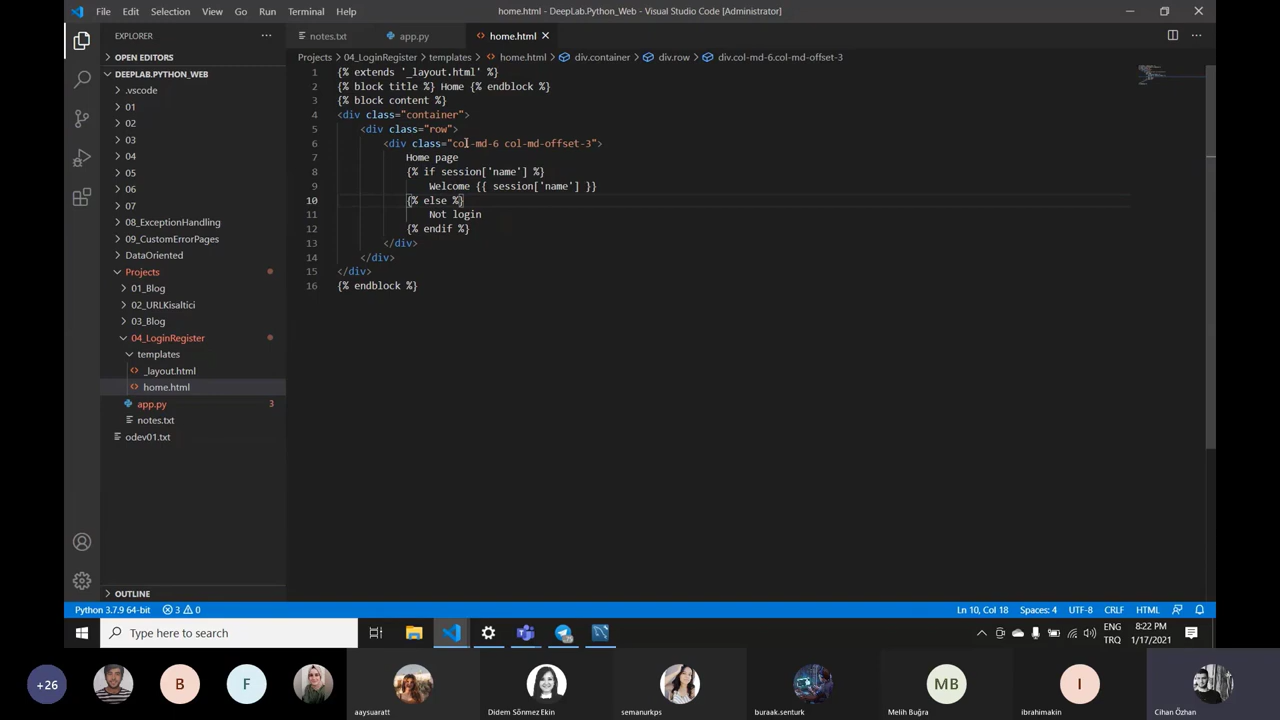 File Edit Selection View Go Run Terminal Help
home.html - DeepLab.Python_Web - Visual Studio Code [Administrator]
EXPLORER
OPEN EDITORS
DEEPLAB.PYTHON_WEB
.vscode
01
02
03
04
05
06
07
08_ExceptionHandling
09_CustomErrorPages
DataOriented
Projects
01_Blog
02_URLKisaltici
03_Blog
04_LoginRegister
templates
_layout.html
home.html
app.py 3
notes.txt
odev01.txt
OUTLINE
notes.txt app.py home.html
Projects > 04_LoginRegister > templates > home.html > div.container > div.row > div.col-md-6.col-md-offset-3
1 {% extends '_layout.html' %}
2 {% block title %} Home {% endblock %}
3 {% block content %}
4 <div class="container">
5 <div class="row">
6 <div class="col-md-6 col-md-offset-3">
7 Home page
8 {% if session['name'] %}
9 Welcome {{ session['name'] }}
10 {% else %}
11 Not login
12 {% endif %}
13 </div>
14 </div>
15 </div>
16 {% endblock %}
Python 3.7.9 64-bit 3 0 Ln 10, Col 18 Spaces: 4 UTF-8 CRLF HTML
Type here to search
ENG
TRQ
8:22 PM
1/17/2021
+26 B F MB I
aaysuaratt Didem Sönmez Ekin semanurkps buraak.senturk Melih Buğra ibrahimakin Cihan Özhan